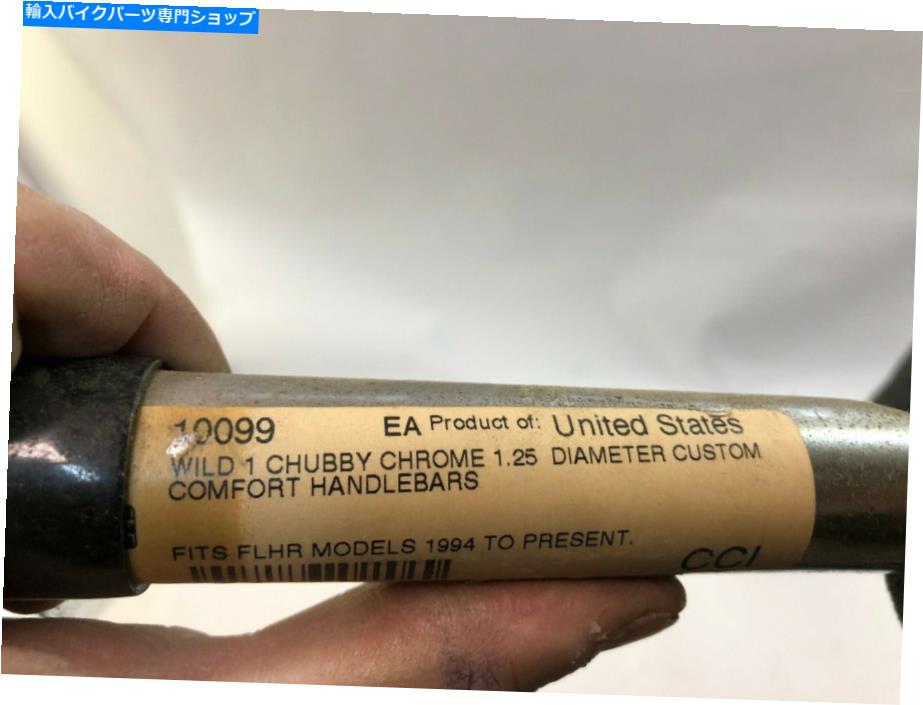 輸入バイクパーツ専門ショップ
10099 EA Product of: United States
WILD 1 CHUBBY CHROME 1.25 DIAMETER CUSTOM
COMFORT HANDLEBARS
FITS FLHR MODELS 1994 TO PRESENT.
CCI